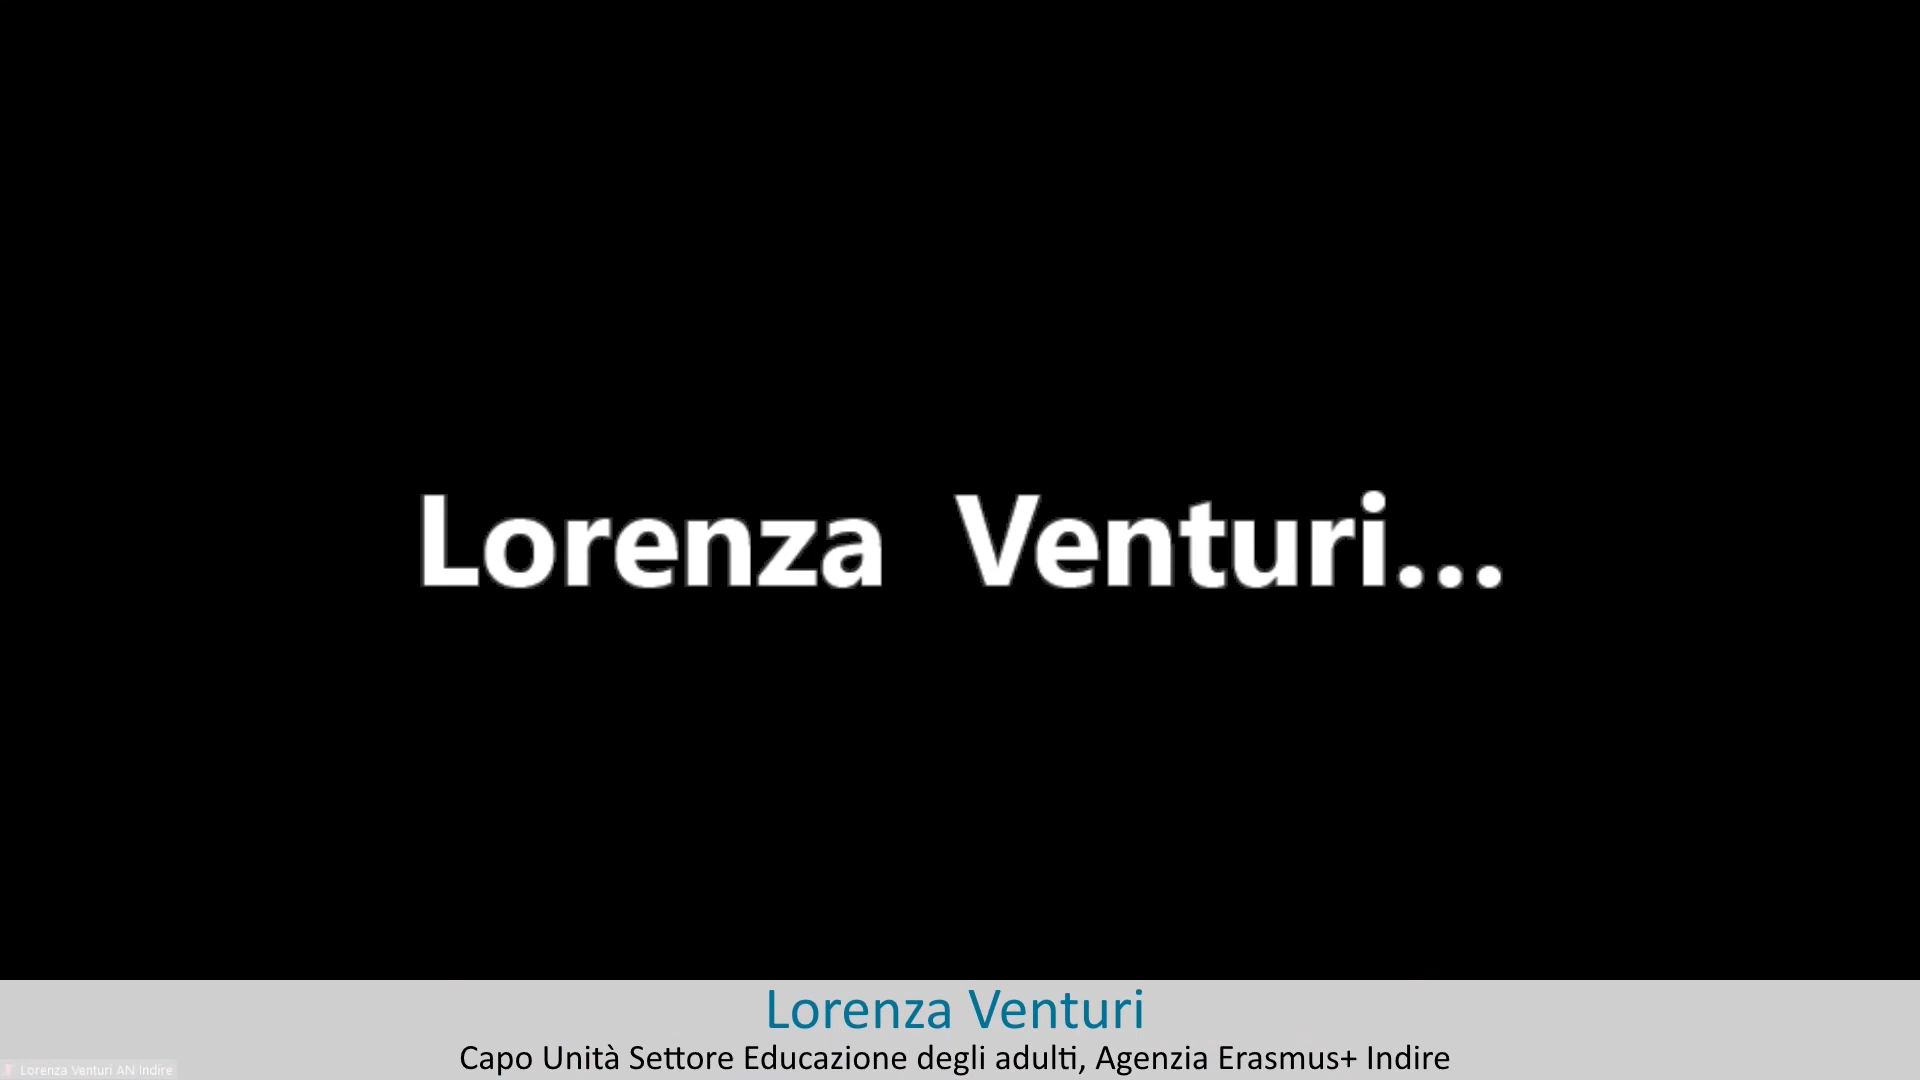 Lorenza Venturi...
Lorenza Venturi
Capo Unità Settore Educazione degli adulti, Agenzia Erasmus+ Indire
Lorenza Venturi AN Indire